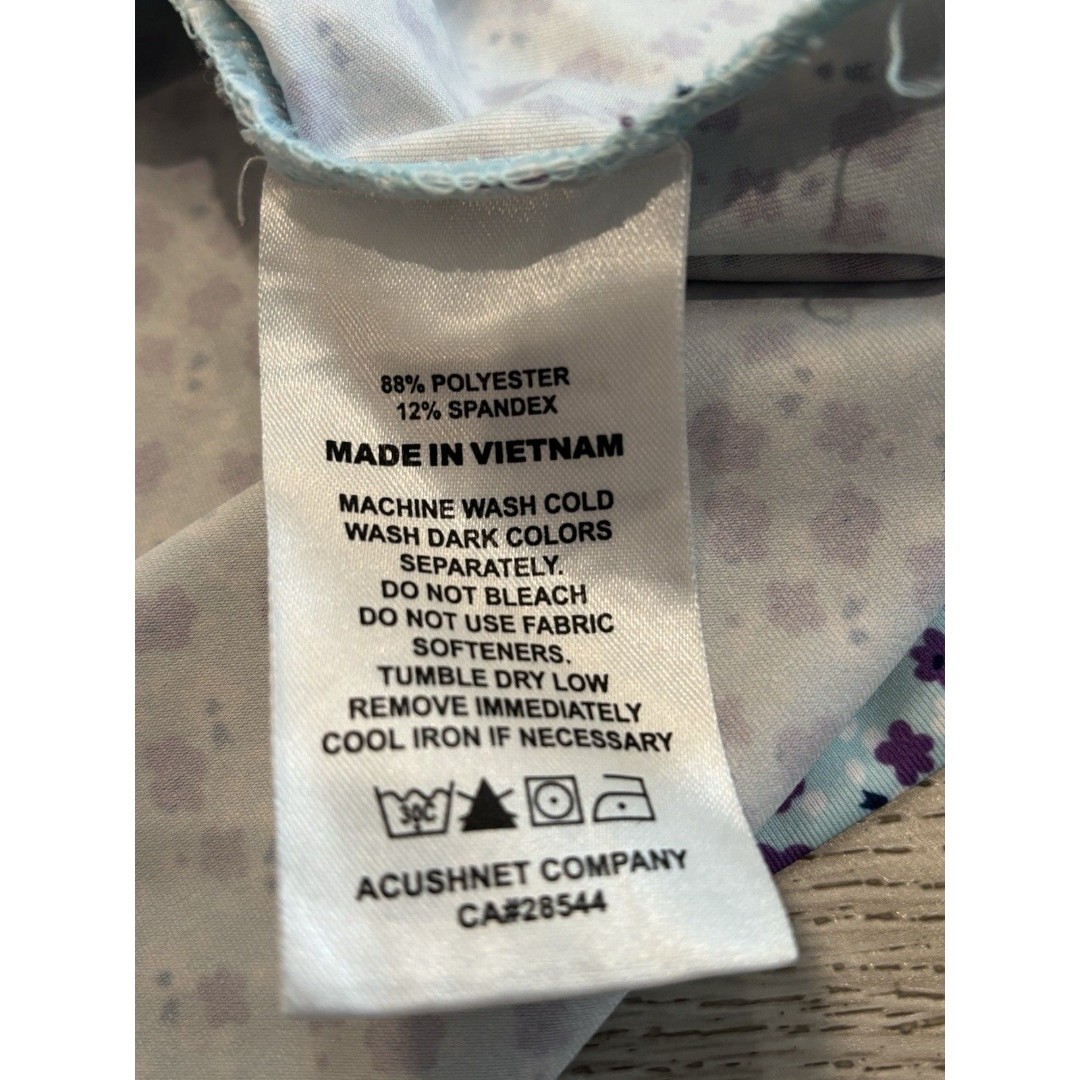 88% POLYESTER
12% SPANDEX
MADE IN VIETNAM
MACHINE WASH COLD
WASH DARK COLORS
SEPARATELY.
DO NOT BLEACH
DO NOT USE FABRIC
SOFTENERS.
TUMBLE DRY LOW
REMOVE IMMEDIATELY
COOL IRON IF NECESSARY
30C
ACUSHNET COMPANY
CA#28544